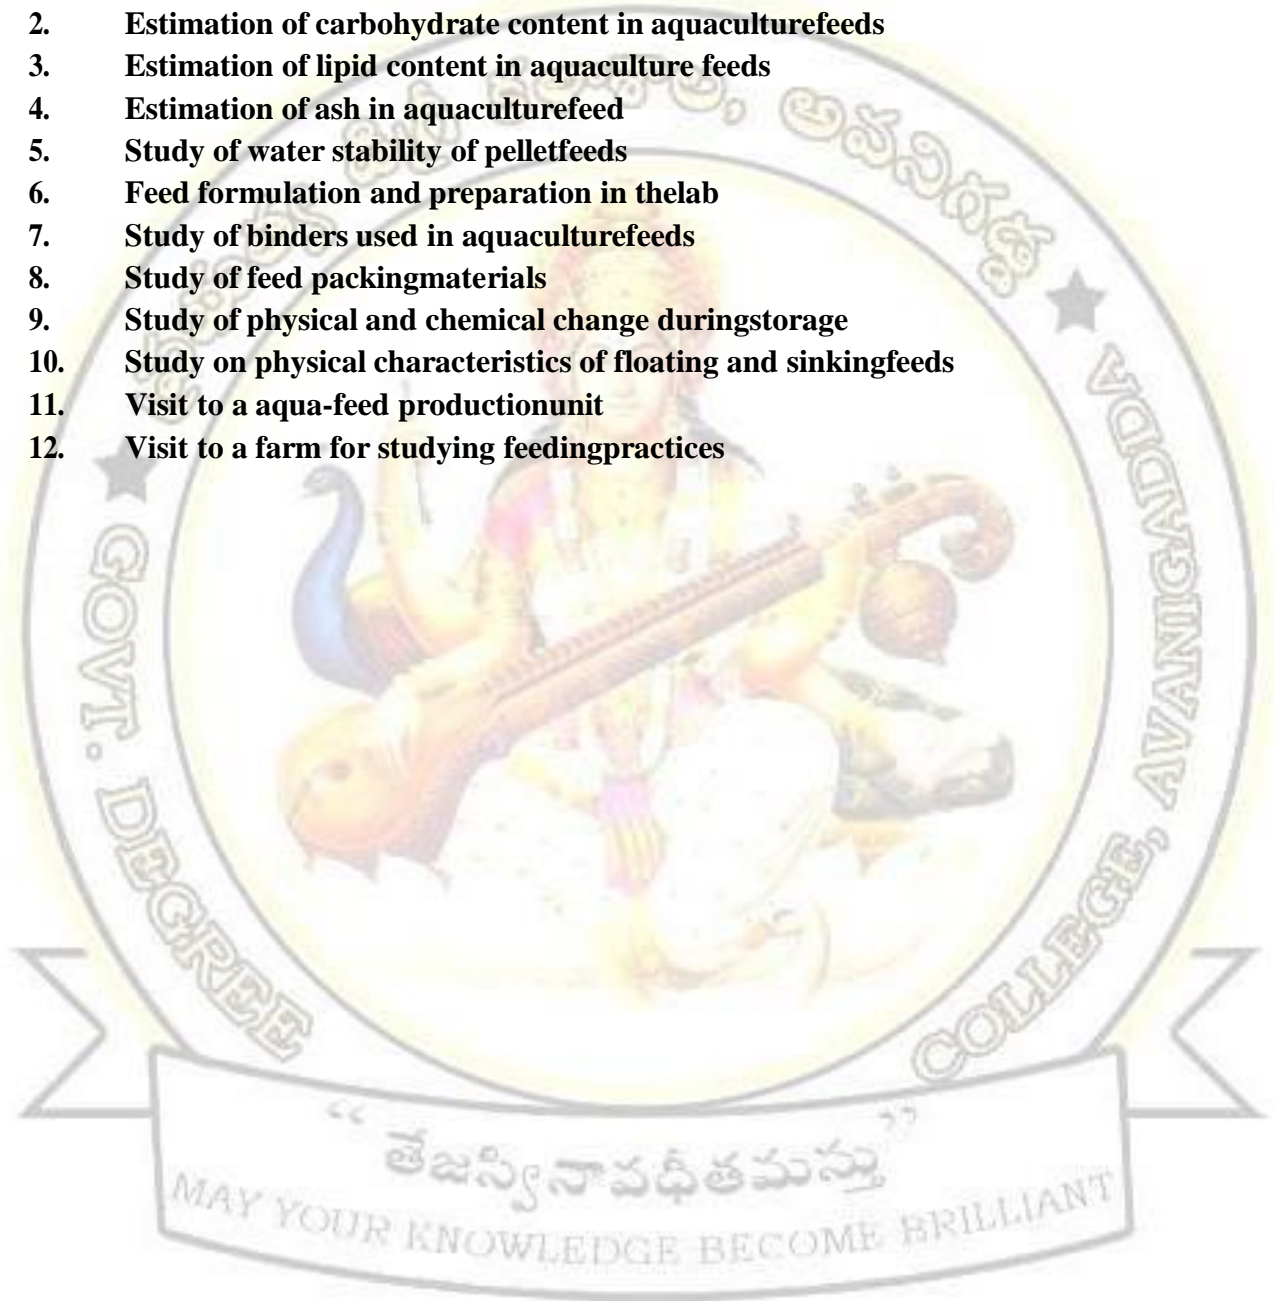 2. Estimation of carbohydrate content in aquaculturefeeds
3. Estimation of lipid content in aquaculture feeds
4. Estimation of ash in aquaculturefeed
5. Study of water stability of pelletfeeds
6. Feed formulation and preparation in thelab
7. Study of binders used in aquaculturefeeds
8. Study of feed packingmaterials
9. Study of physical and chemical change duringstorage
10. Study on physical characteristics of floating and sinkingfeeds
11. Visit to a aqua-feed productionunit
12. Visit to a farm for studying feedingpractices
డిగ్రీ కళాశాల, అవనిగడ్డ
GOVT. DEGREE COLLEGE, AVANIGADDA
“ తేజస్వినావధీతమస్తు ”
MAY YOUR KNOWLEDGE BECOME BRILLIANT